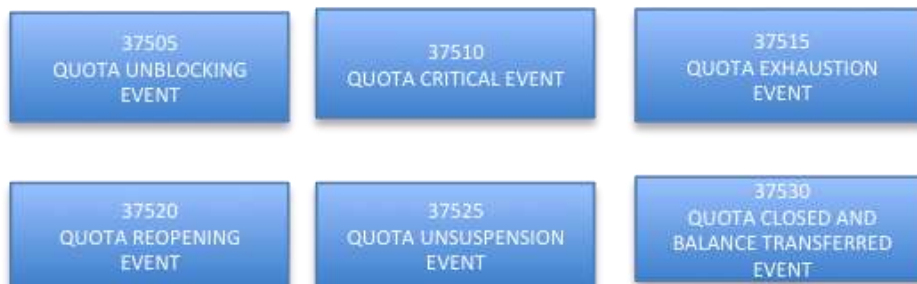 37505
QUOTA UNBLOCKING
EVENT
37510
QUOTA CRITICAL EVENT
37515
QUOTA EXHAUSTION
EVENT
37520
QUOTA REOPENING
EVENT
37525
QUOTA UNSUSPENSION
EVENT
37530
QUOTA CLOSED AND
BALANCE TRANSFERRED
EVENT